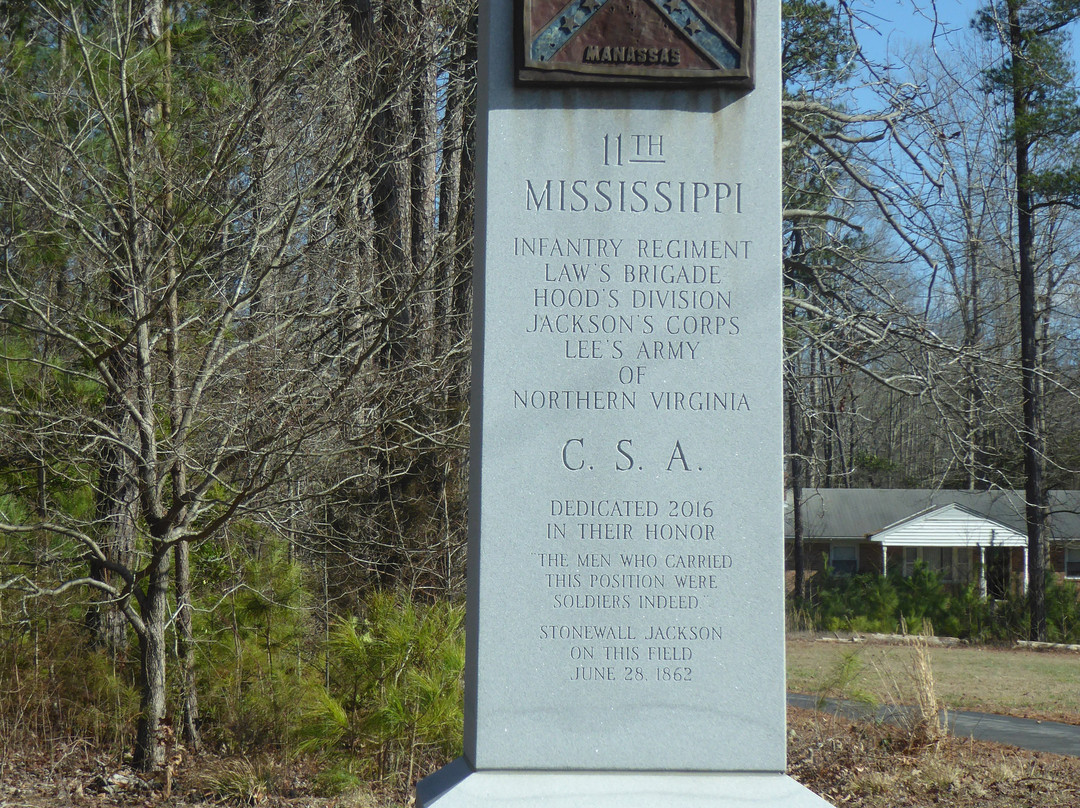 MANASSAS
11TH
MISSISSIPPI
INFANTRY REGIMENT
LAW'S BRIGADE
HOOD'S DIVISION
JACKSON'S CORPS
LEE'S ARMY
OF
NORTHERN VIRGINIA
C. S. A.
DEDICATED 2016
IN THEIR HONOR
"THE MEN WHO CARRIED
THIS POSITION WERE
SOLDIERS INDEED"
STONEWALL JACKSON
ON THIS FIELD
JUNE 28, 1862